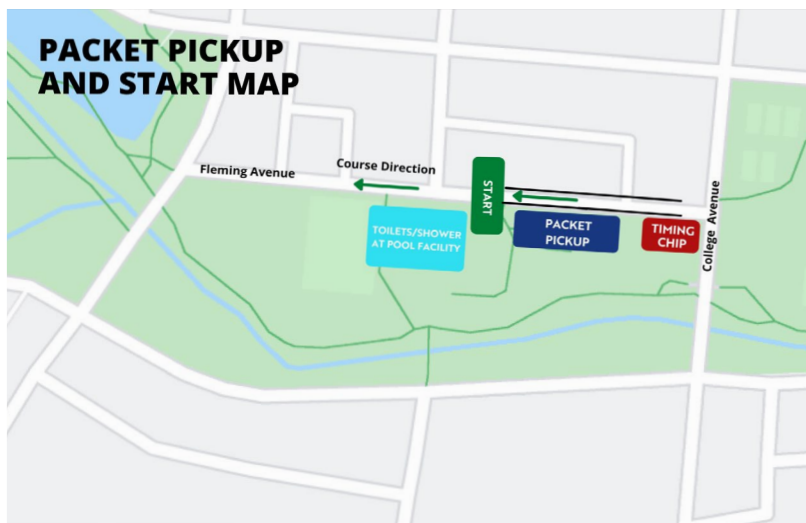 PACKET PICKUP
AND START MAP
Fleming Avenue
Course Direction
START
TOILETS/SHOWER
AT POOL FACILITY
PACKET
PICKUP
TIMING
CHIP
College Avenue